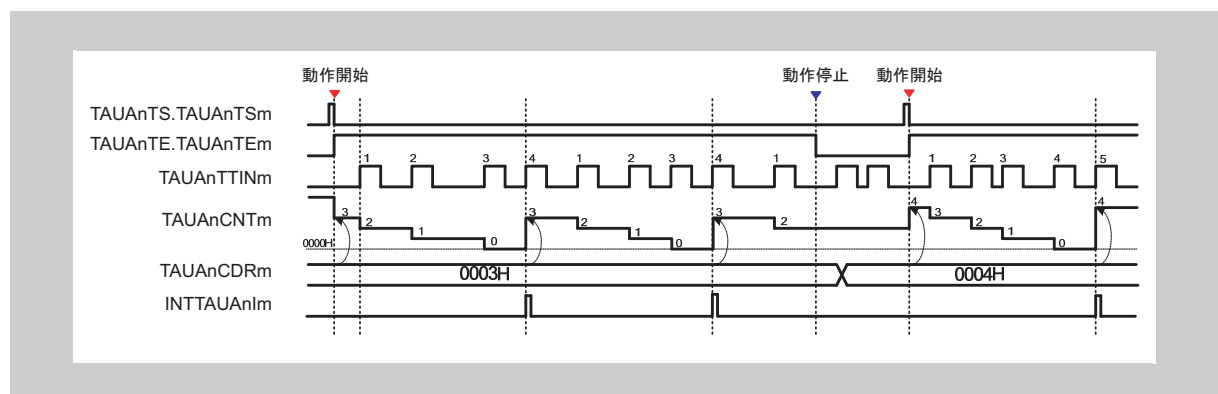 動作開始 動作停止 動作開始
TAUAnTS.TAUAnTSm
TAUAnTE.TAUAnTEm
1 2 3 4 1 2 3 4 1 1 2 3 4 5
TAUAnTTINm
TAUAnCNTm
3 2 1 0 3 2 1 0 3 2 4 3 2 1 0 4
0000H
TAUAnCDRm
0003H 0004H
INTTAUAnIm